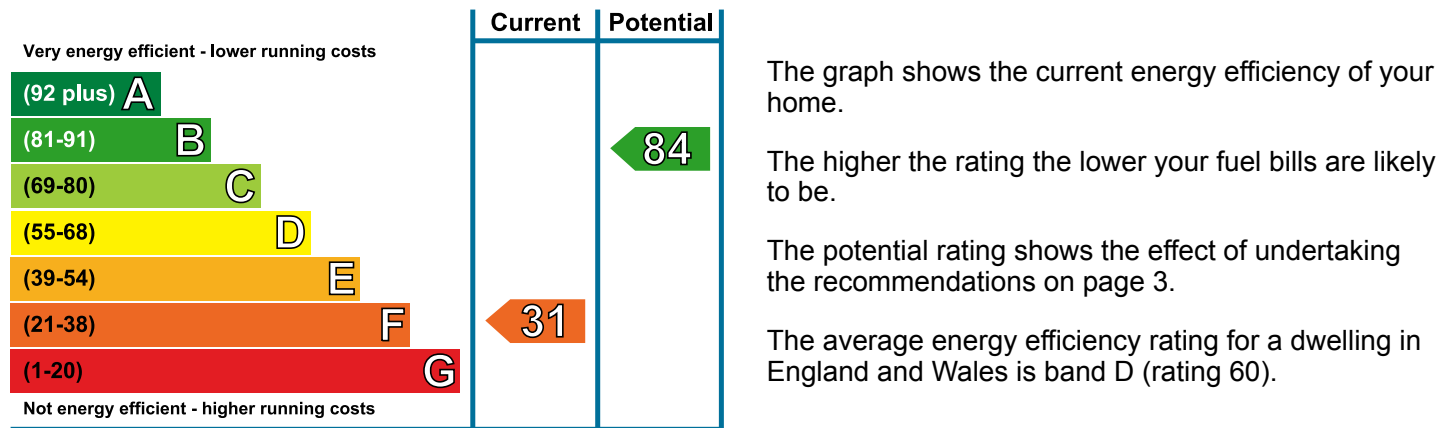 Current Potential
Very energy efficient - lower running costs
(92 plus) A
(81-91) B
84
(69-80) C
(55-68) D
(39-54) E
(21-38) F
31
(1-20) G
Not energy efficient - higher running costs
The graph shows the current energy efficiency of your
home.
The higher the rating the lower your fuel bills are likely
to be.
The potential rating shows the effect of undertaking
the recommendations on page 3.
The average energy efficiency rating for a dwelling in
England and Wales is band D (rating 60).